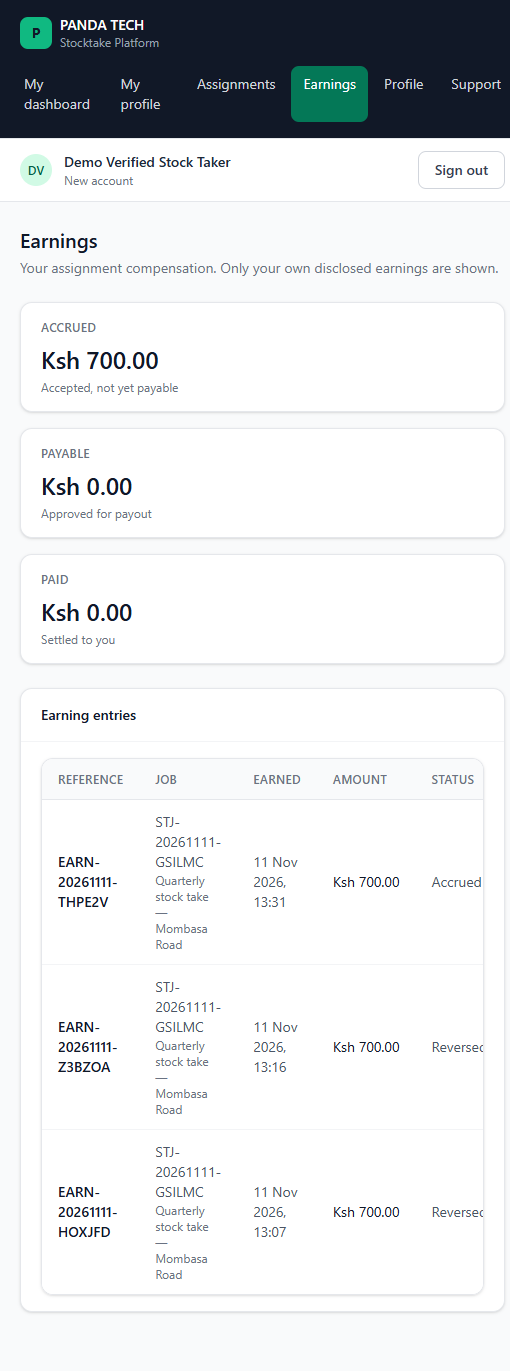 P
PANDA TECH
Stocktake Platform
My dashboard
My profile
Assignments
Earnings
Profile
Support
DV
Demo Verified Stock Taker
New account
Sign out
Earnings
Your assignment compensation. Only your own disclosed earnings are shown.
ACCRUED
Ksh 700.00
Accepted, not yet payable
PAYABLE
Ksh 0.00
Approved for payout
PAID
Ksh 0.00
Settled to you
Earning entries
REFERENCE JOB EARNED AMOUNT STATUS
EARN-
20261111-
THPE2V
STJ-
20261111-
GSILMC
Quarterly
stock take
—
Mombasa
Road
11 Nov
2026,
13:31
Ksh 700.00
Accrued
EARN-
20261111-
Z3BZOA
STJ-
20261111-
GSILMC
Quarterly
stock take
—
Mombasa
Road
11 Nov
2026,
13:16
Ksh 700.00
Reversed
EARN-
20261111-
HOXJFD
STJ-
20261111-
GSILMC
Quarterly
stock take
—
Mombasa
Road
11 Nov
2026,
13:07
Ksh 700.00
Reversed